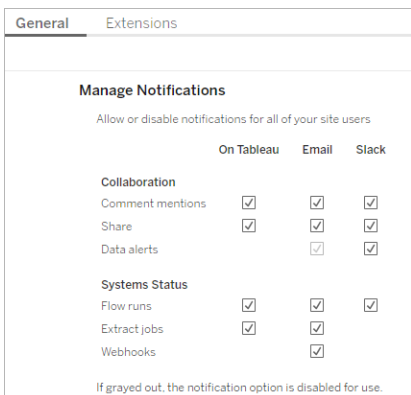 General Extensions
Manage Notifications
Allow or disable notifications for all of your site users
On Tableau Email Slack
Collaboration
Comment mentions
Share
Data alerts
Systems Status
Flow runs
Extract jobs
Webhooks
If grayed out, the notification option is disabled for use.